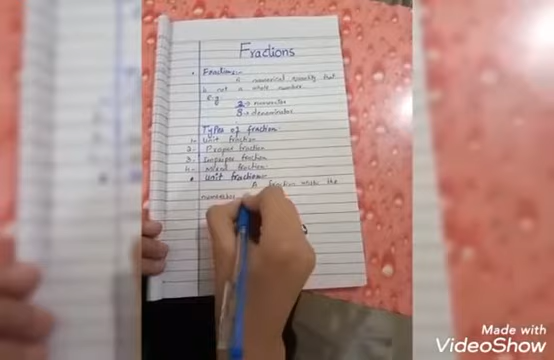 Fractions
• Fraction:-
A numerical quantity that
is not a whole number
e.g.
2 → numerator
3 → denominator
Types of fraction
1- Unit fraction
2- Proper fraction
3- Improper fraction
4- Mixed fraction
• Unit fraction:-
A fraction where the
numerator
Made with
VideoShow